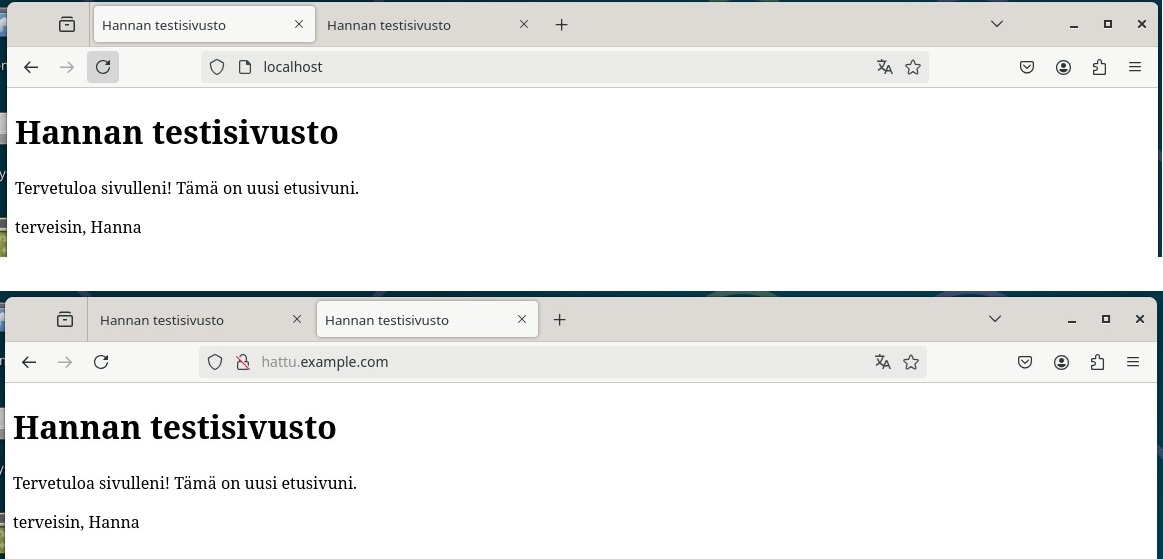 Hannan testisivusto Hannan testisivusto
localhost
Hannan testisivusto
Tervetuloa sivulleni! Tämä on uusi etusivuni.
terveisin, Hanna
Hannan testisivusto Hannan testisivusto
hattu.example.com
Hannan testisivusto
Tervetuloa sivulleni! Tämä on uusi etusivuni.
terveisin, Hanna